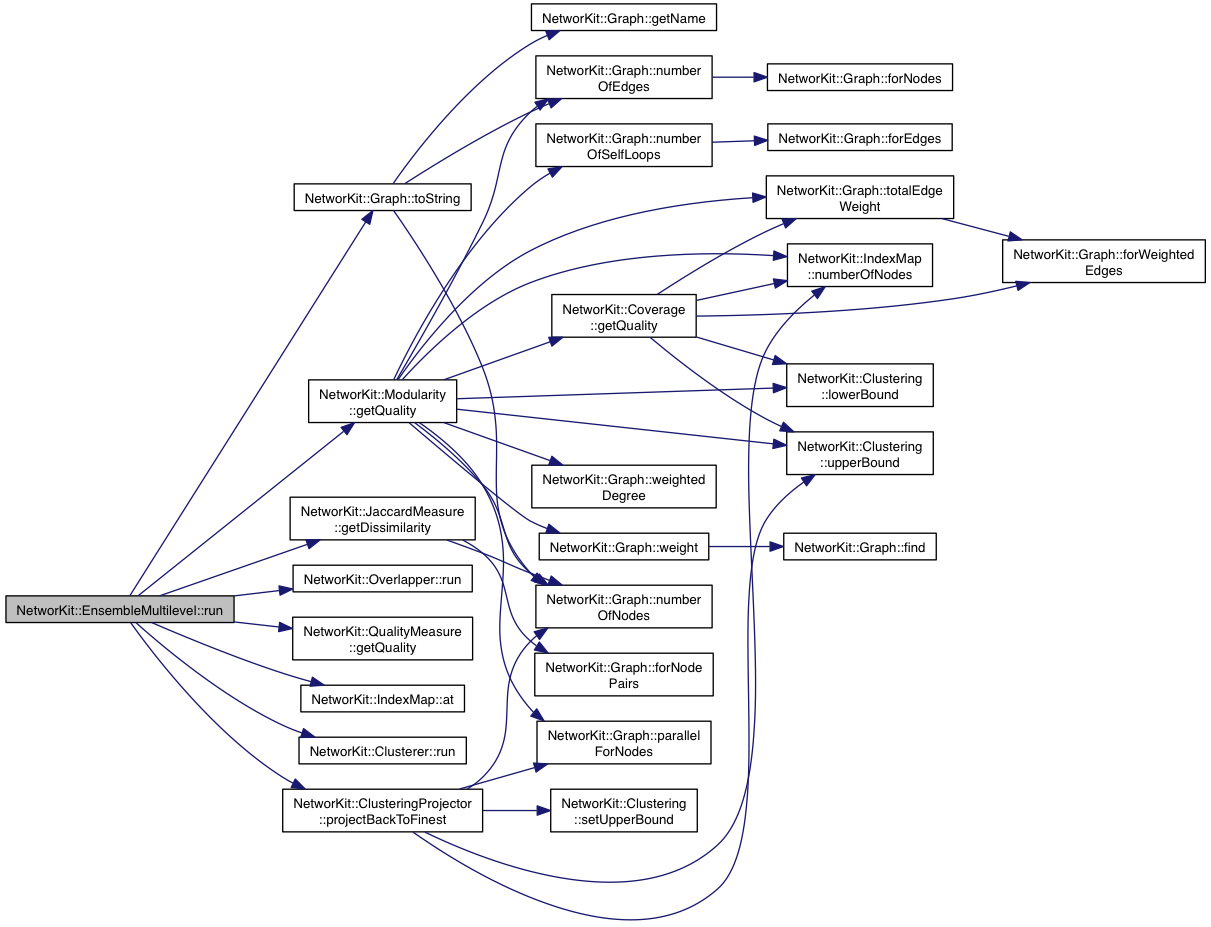 NetworKit::Graph::getName
NetworKit::Graph::number
OfEdges
NetworKit::Graph::forNodes
NetworKit::Graph::number
OfSelfLoops
NetworKit::Graph::forEdges
NetworKit::Graph::toString
NetworKit::Graph::totalEdge
Weight
NetworKit::IndexMap
::numberOfNodes
NetworKit::Graph::forWeighted
Edges
NetworKit::Coverage
::getQuality
NetworKit::Modularity
::getQuality
NetworKit::Clustering
::lowerBound
NetworKit::Clustering
::upperBound
NetworKit::Graph::weighted
Degree
NetworKit::JaccardMeasure
::getDissimilarity
NetworKit::Graph::weight
NetworKit::Graph::find
NetworKit::Overlapper::run
NetworKit::EnsembleMultilevel::run
NetworKit::Graph::number
OfNodes
NetworKit::QualityMeasure
::getQuality
NetworKit::Graph::forNode
Pairs
NetworKit::IndexMap::at
NetworKit::Graph::parallel
ForNodes
NetworKit::Clusterer::run
NetworKit::ClusteringProjector
::projectBackToFinest
NetworKit::Clustering
::setUpperBound